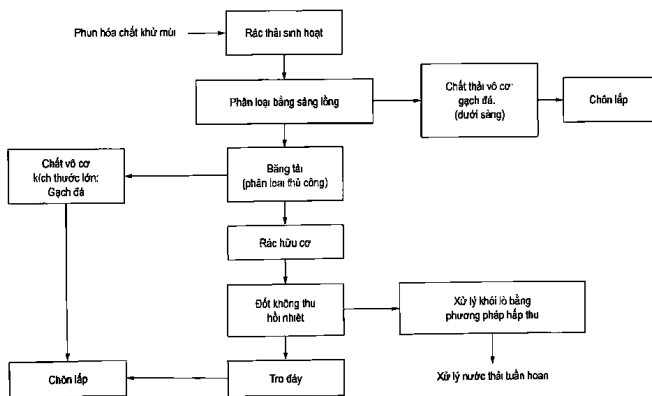 Phun hóa chất khử mùi
Rác thải sinh hoạt
Phân loại bằng sàng lồng
Chất thải vô cơ
gạch đá.
(dưới sàng)
Chôn lấp
Chất vô cơ
kích thước lớn:
Gạch đá
Băng tải
(phân loại thủ công)
Rác hữu cơ
Đốt không thu
hồi nhiệt
Xử lý khói lò bằng
phương pháp hấp thu
Chôn lấp
Tro đáy
Xử lý nước thải tuần hoan